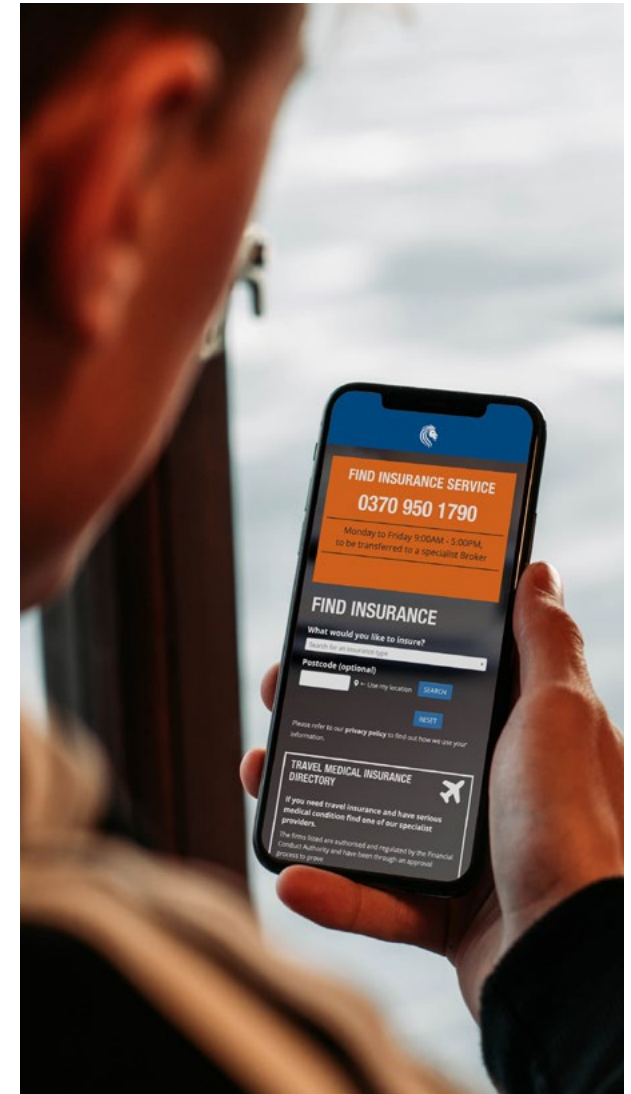 FIND INSURANCE SERVICE
0370 950 1790
Monday to Friday 9:00AM - 5:00PM,
to be transferred to a specialist Broker
FIND INSURANCE
What would you like to insure?
Search for an insurance type
Postcode (optional)
Use my location SEARCH
RESET
Please refer to our privacy policy to find out how we use your
information.
TRAVEL MEDICAL INSURANCE
DIRECTORY
If you need travel insurance and have serious
medical condition find one of our specialist
providers.
The firms listed are authorised and regulated by the Financial
Conduct Authority and have been through an approval
process to prove